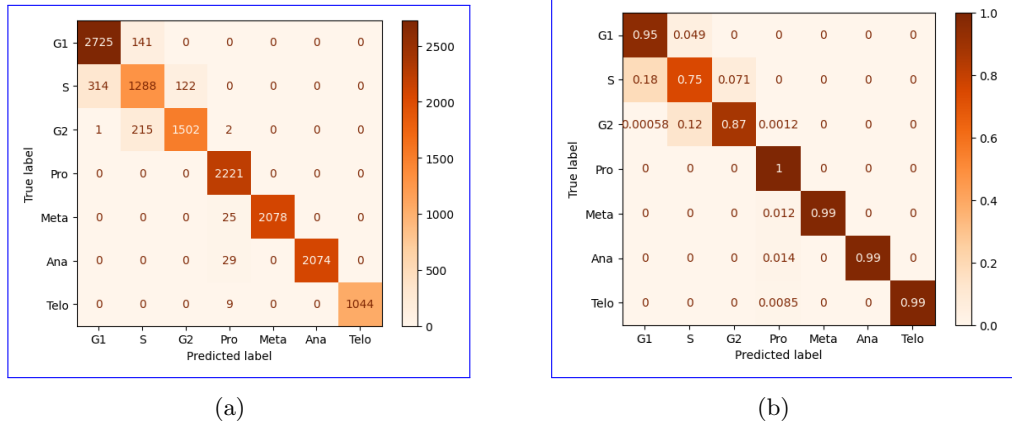 G1 2725 141 0 0 0 0 0
S 314 1288 122 0 0 0 0
G2 1 215 1502 2 0 0 0
Pro 0 0 0 2221 0 0 0
Meta 0 0 0 25 2078 0 0
Ana 0 0 0 29 0 2074 0
Telo 0 0 0 9 0 0 1044
G1 S G2 Pro Meta Ana Telo
Predicted label
True label
2500
2000
1500
1000
500
0
(a)
G1 0.95 0.049 0 0 0 0 0
S 0.18 0.75 0.071 0 0 0 0
G2 0.00058 0.12 0.87 0.0012 0 0 0
Pro 0 0 0 1 0 0 0
Meta 0 0 0 0.012 0.99 0 0
Ana 0 0 0 0.014 0 0.99 0
Telo 0 0 0 0.0085 0 0 0.99
G1 S G2 Pro Meta Ana Telo
Predicted label
True label
1.0
0.8
0.6
0.4
0.2
0.0
(b)